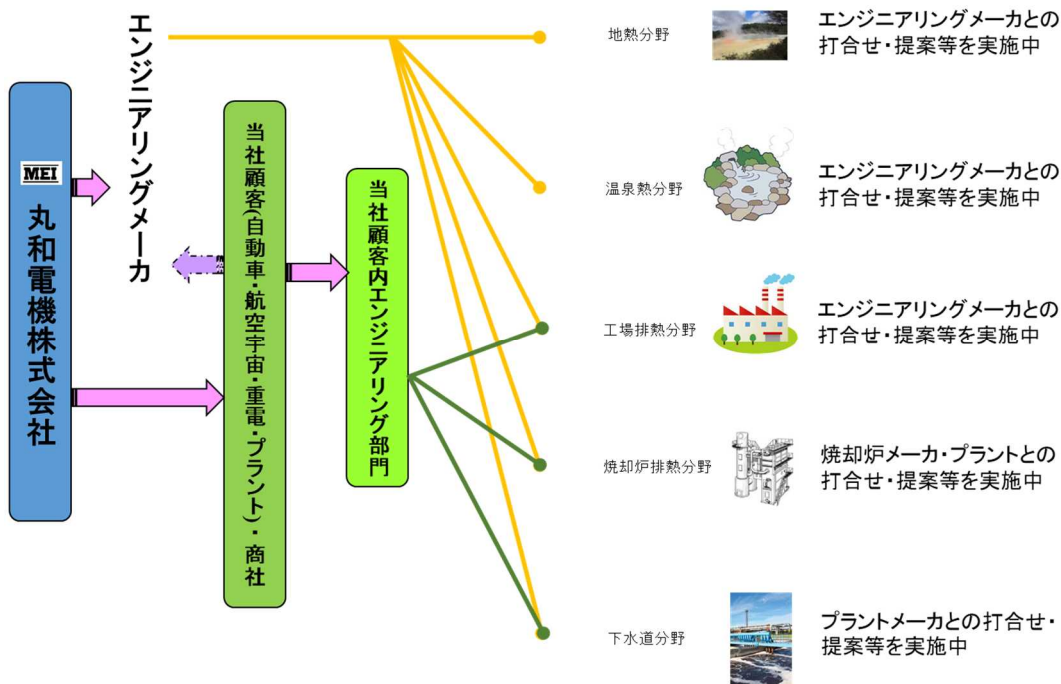 MEI
丸和電機株式会社
エンジニアリングメーカ
当社顧客(自動車・航空宇宙・重電・プラント)・商社
当社顧客内エンジニアリング部門
地熱分野
エンジニアリングメーカとの
打合せ・提案等を実施中
温泉熱分野
エンジニアリングメーカとの
打合せ・提案等を実施中
工場排熱分野
エンジニアリングメーカとの
打合せ・提案等を実施中
焼却炉排熱分野
焼却炉メーカ・プラントとの
打合せ・提案等を実施中
下水道分野
プラントメーカとの打合せ・
提案等を実施中